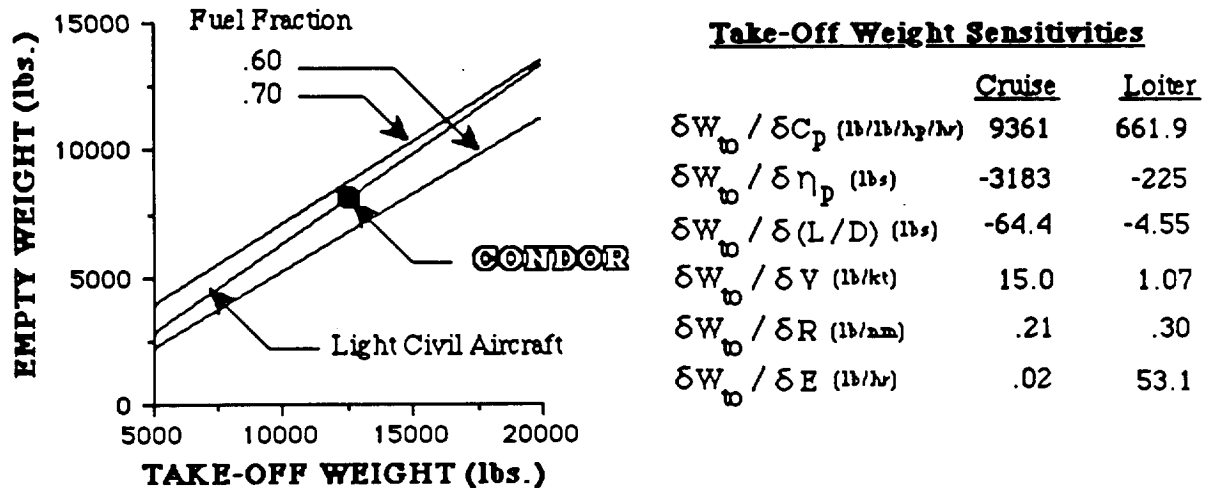 EMPTY WEIGHT (lbs.)
15000
10000
5000
0
Fuel Fraction
.60
.70
CONDOR
Light Civil Aircraft
5000 10000 15000 20000
TAKE-OFF WEIGHT (lbs.)
Take-Off Weight Sensitivities
Cruise Loiter
δW_to / δC_p (lb/lb/hp/hr) 9361 661.9
δW_to / δη_p (lbs) -3183 -225
δW_to / δ(L/D) (lbs) -64.4 -4.55
δW_to / δV (lb/kt) 15.0 1.07
δW_to / δR (lb/nm) .21 .30
δW_to / δE (lb/hr) .02 53.1